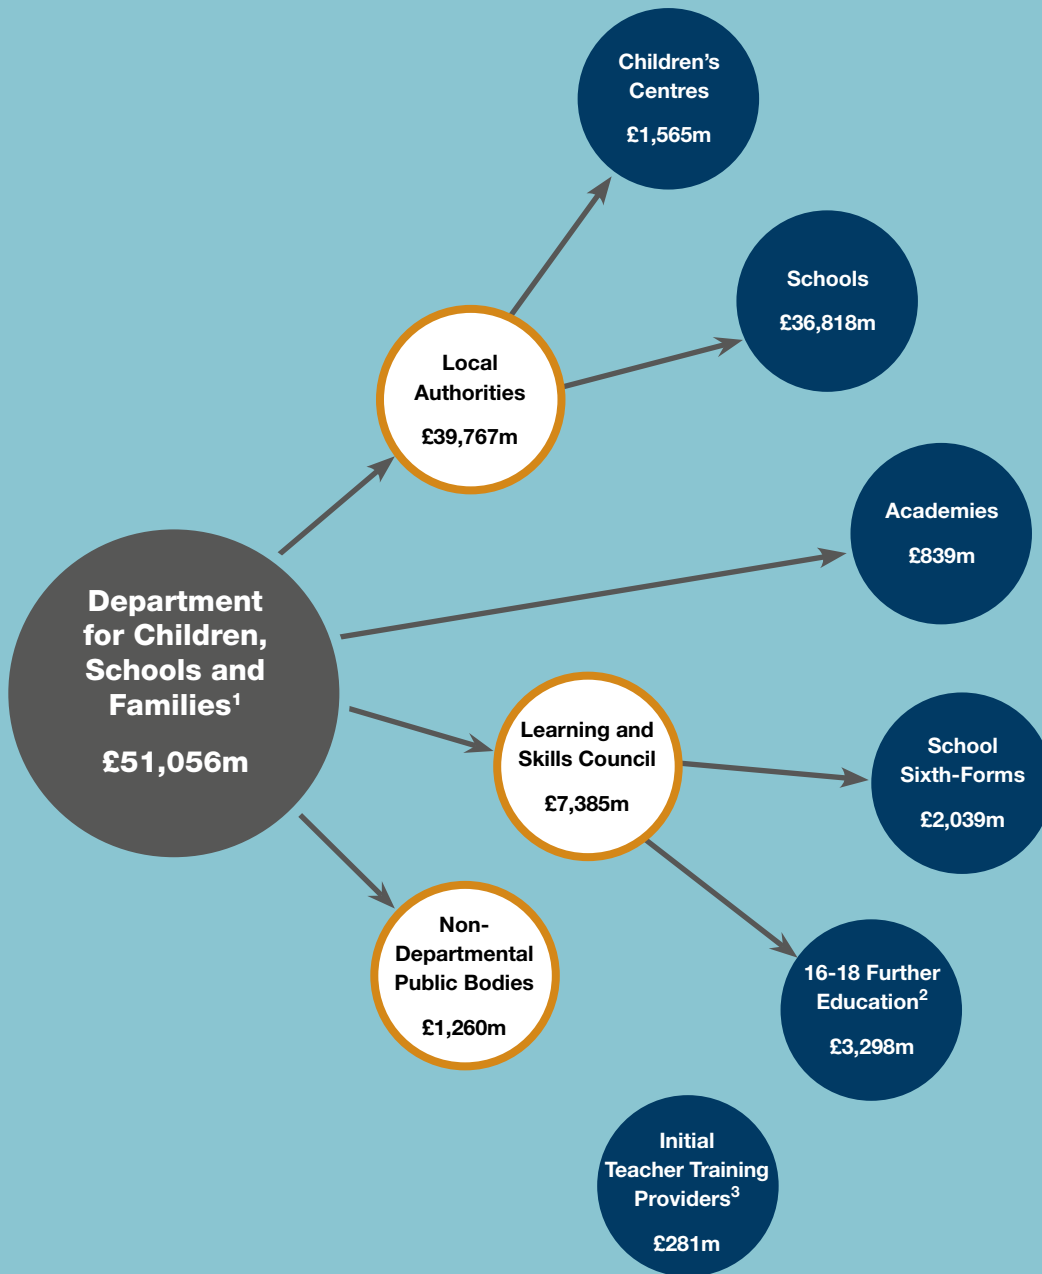 Children's
Centres
£1,565m
Schools
£36,818m
Local
Authorities
£39,767m
Academies
£839m
Department
for Children,
Schools and
Families¹
£51,056m
Learning and
Skills Council
£7,385m
School
Sixth-Forms
£2,039m
Non-
Departmental
Public Bodies
£1,260m
16-18 Further
Education²
£3,298m
Initial
Teacher Training
Providers³
£281m